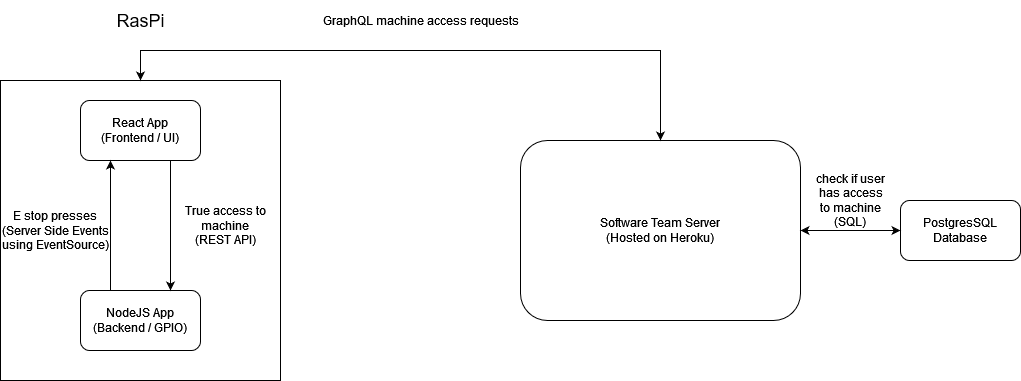 RasPi
GraphQL machine access requests
React App
(Frontend / UI)
E stop presses
(Server Side Events
using EventSource)
True access to
machine
(REST API)
NodeJS App
(Backend / GPIO)
Software Team Server
(Hosted on Heroku)
check if user
has access
to machine
(SQL)
PostgresSQL
Database